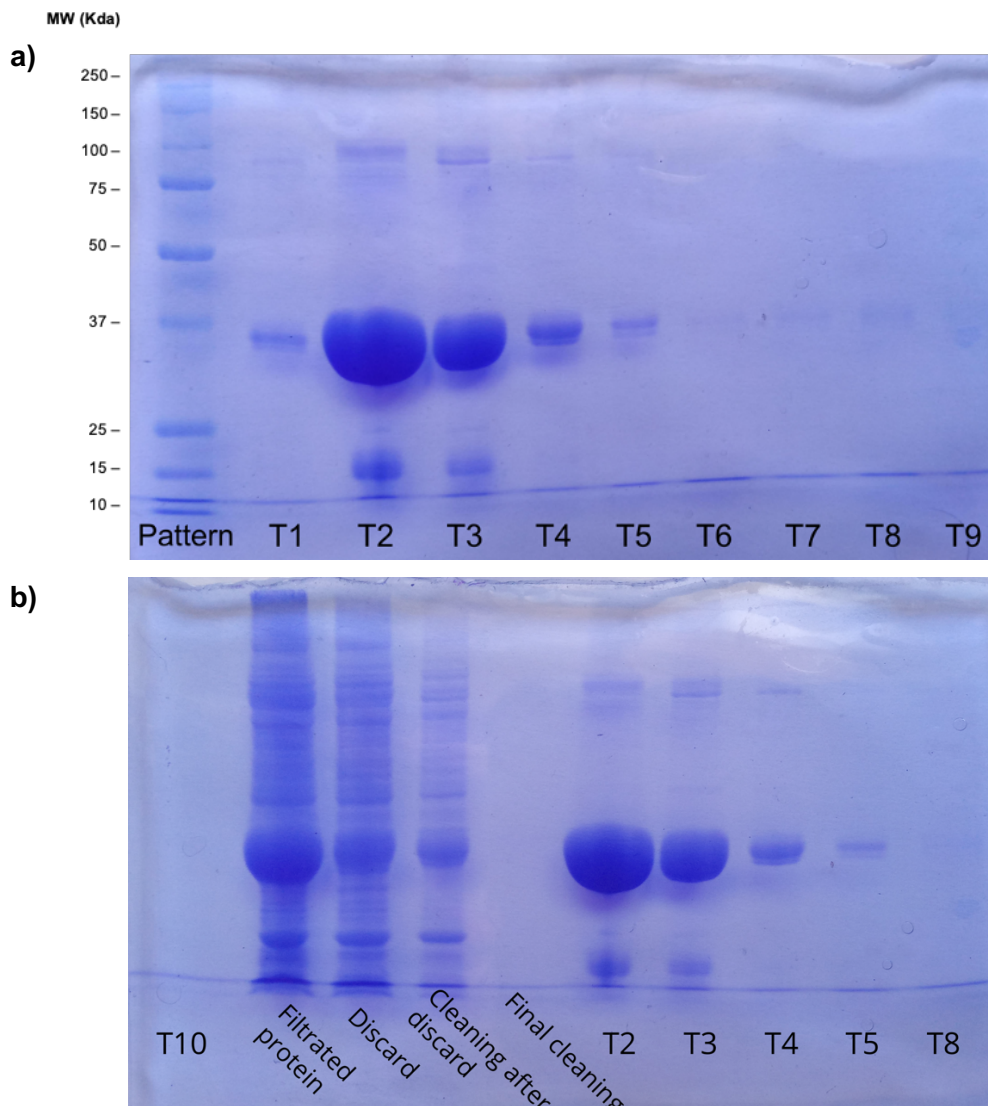 MW (Kda)
a)
250 –
150 –
100 –
75 –
50 –
37 –
25 –
15 –
10 –
Pattern T1 T2 T3 T4 T5 T6 T7 T8 T9
b)
T10
Filtrated
protein
Discard
Cleaning after
discard
Final cleaning
T2 T3 T4 T5 T8